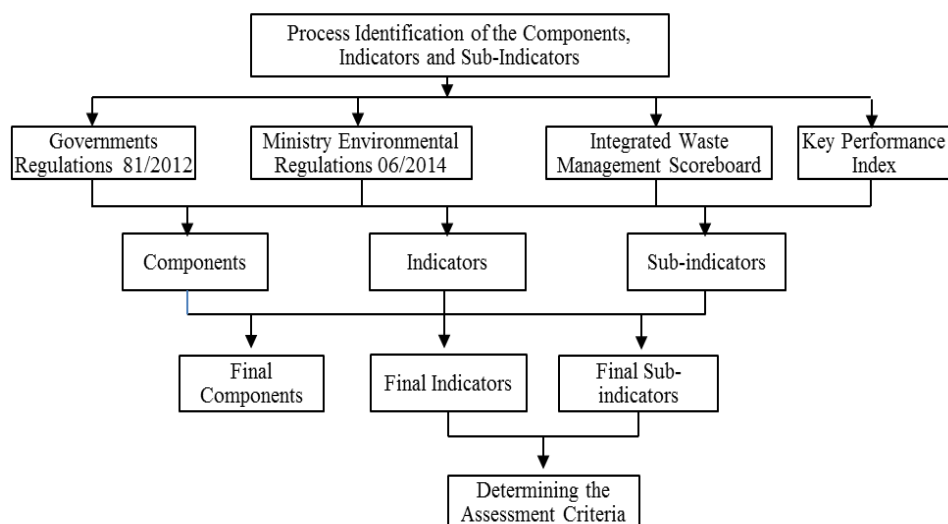 Process Identification of the Components,
Indicators and Sub-Indicators
Governments
Regulations 81/2012
Ministry Environmental
Regulations 06/2014
Integrated Waste
Management Scoreboard
Key Performance
Index
Components
Indicators
Sub-indicators
Final
Components
Final Indicators
Final Sub-
indicators
Determining the
Assessment Criteria